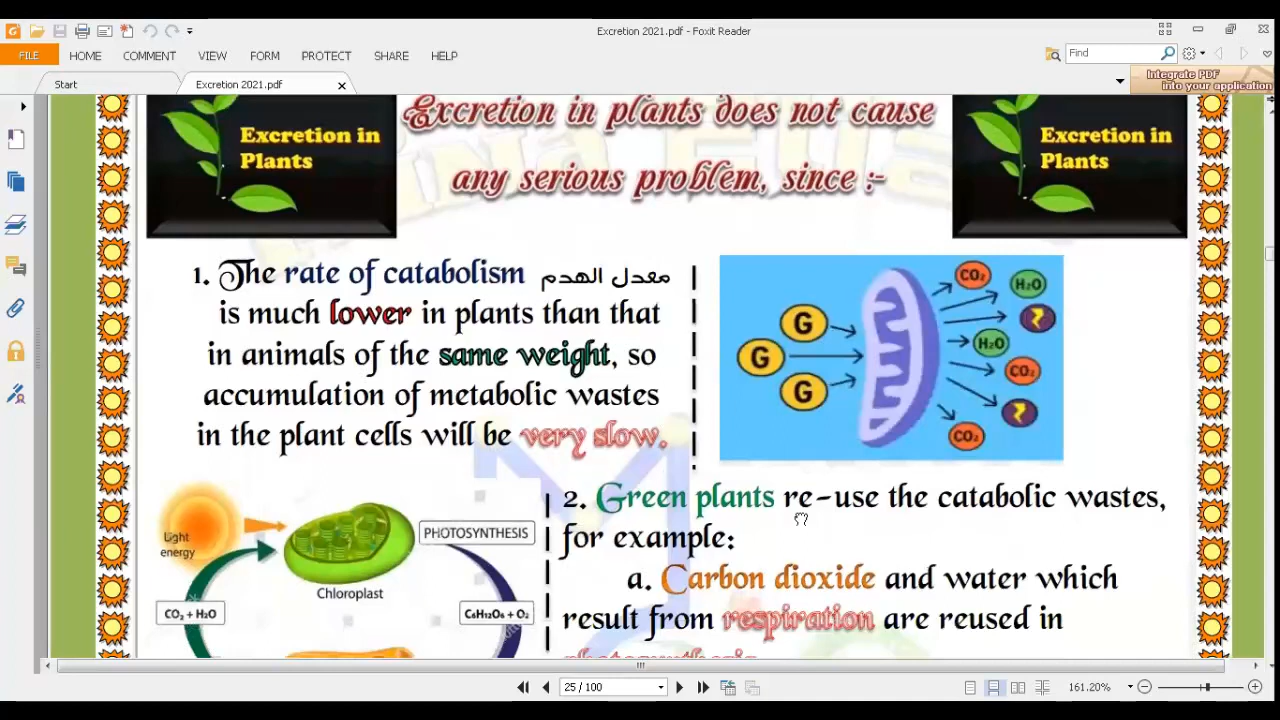 Excretion 2021.pdf - Foxit Reader
FILE HOME COMMENT VIEW FORM PROTECT SHARE HELP
Find
Integrate PDF
into your application
Start
Excretion 2021.pdf
Excretion in
Plants
Excretion in plants does not cause
any serious problem, since :-
Excretion in
Plants
1. The rate of catabolism معدل الهدم
is much lower in plants than that
in animals of the same weight, so
accumulation of metabolic wastes
in the plant cells will be very slow.
G
G
G
CO₂
H₂O
H₂O
CO₂
CO₂
Light
energy
PHOTOSYNTHESIS
Chloroplast
CO₂ + H₂O
C₆H₁₂O₆ + O₂
2. Green plants re-use the catabolic wastes,
for example:
a. Carbon dioxide and water which
result from respiration are reused in
photosynthesis
25 / 100
161.20%